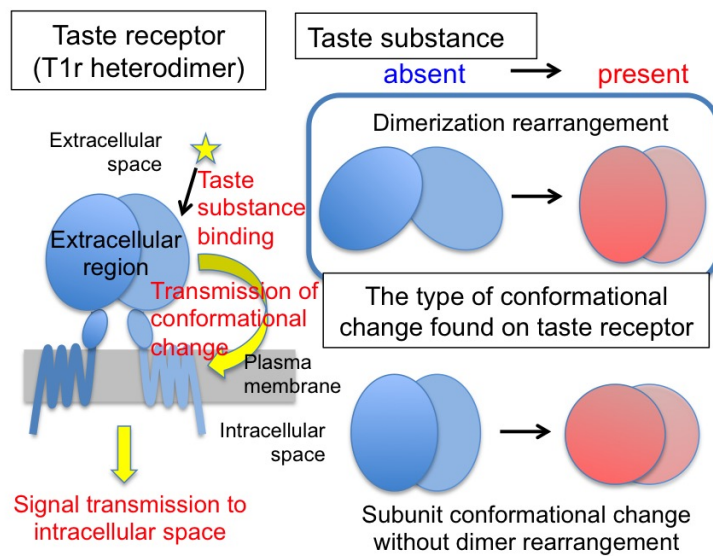 Taste receptor
(T1r heterodimer)
Extracellular
space
Taste
substance
binding
Extracellular
region
Transmission of
conformational
change
Plasma
membrane
Intracellular
space
Signal transmission to
intracellular space
Taste substance
absent
present
Dimerization rearrangement
The type of conformational
change found on taste receptor
Subunit conformational change
without dimer rearrangement